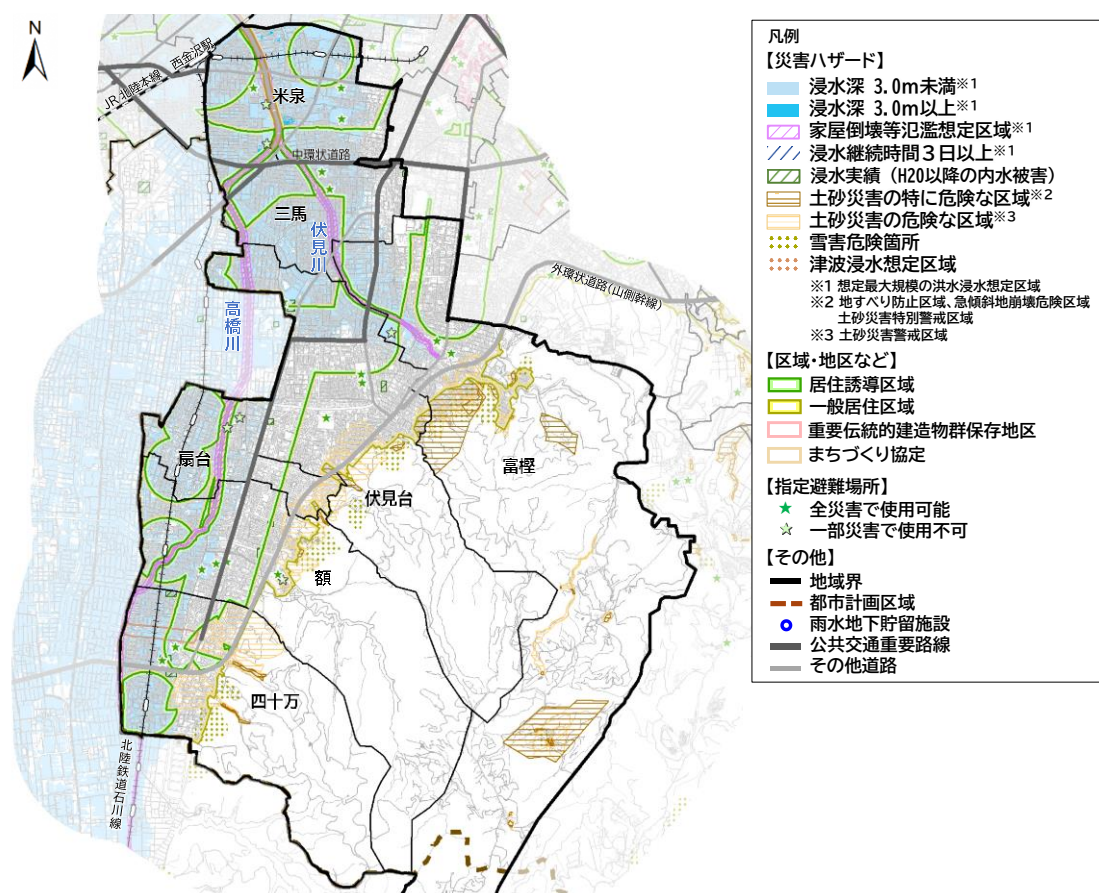 N
JR北陸本線
西金沢駅
米泉
中環状道路
三馬
伏見川
高橋川
外環状道路(山側幹線)
扇台
富樫
伏見台
額
四十万
北陸鉄道石川線
凡例
【災害ハザード】
浸水深 3.0m未満※1
浸水深 3.0m以上※1
家屋倒壊等氾濫想定区域※1
浸水継続時間3日以上※1
浸水実績(H20以降の内水被害)
土砂災害の特に危険な区域※2
土砂災害の危険な区域※3
雪害危険箇所
津波浸水想定区域
※1 想定最大規模の洪水浸水想定区域
※2 地すべり防止区域、急傾斜地崩壊危険区域
土砂災害特別警戒区域
※3 土砂災害警戒区域
【区域・地区など】
居住誘導区域
一般居住区域
重要伝統的建造物群保存地区
まちづくり協定
【指定避難場所】
全災害で使用可能
一部災害で使用不可
【その他】
地域界
都市計画区域
雨水地下貯留施設
公共交通重要路線
その他道路